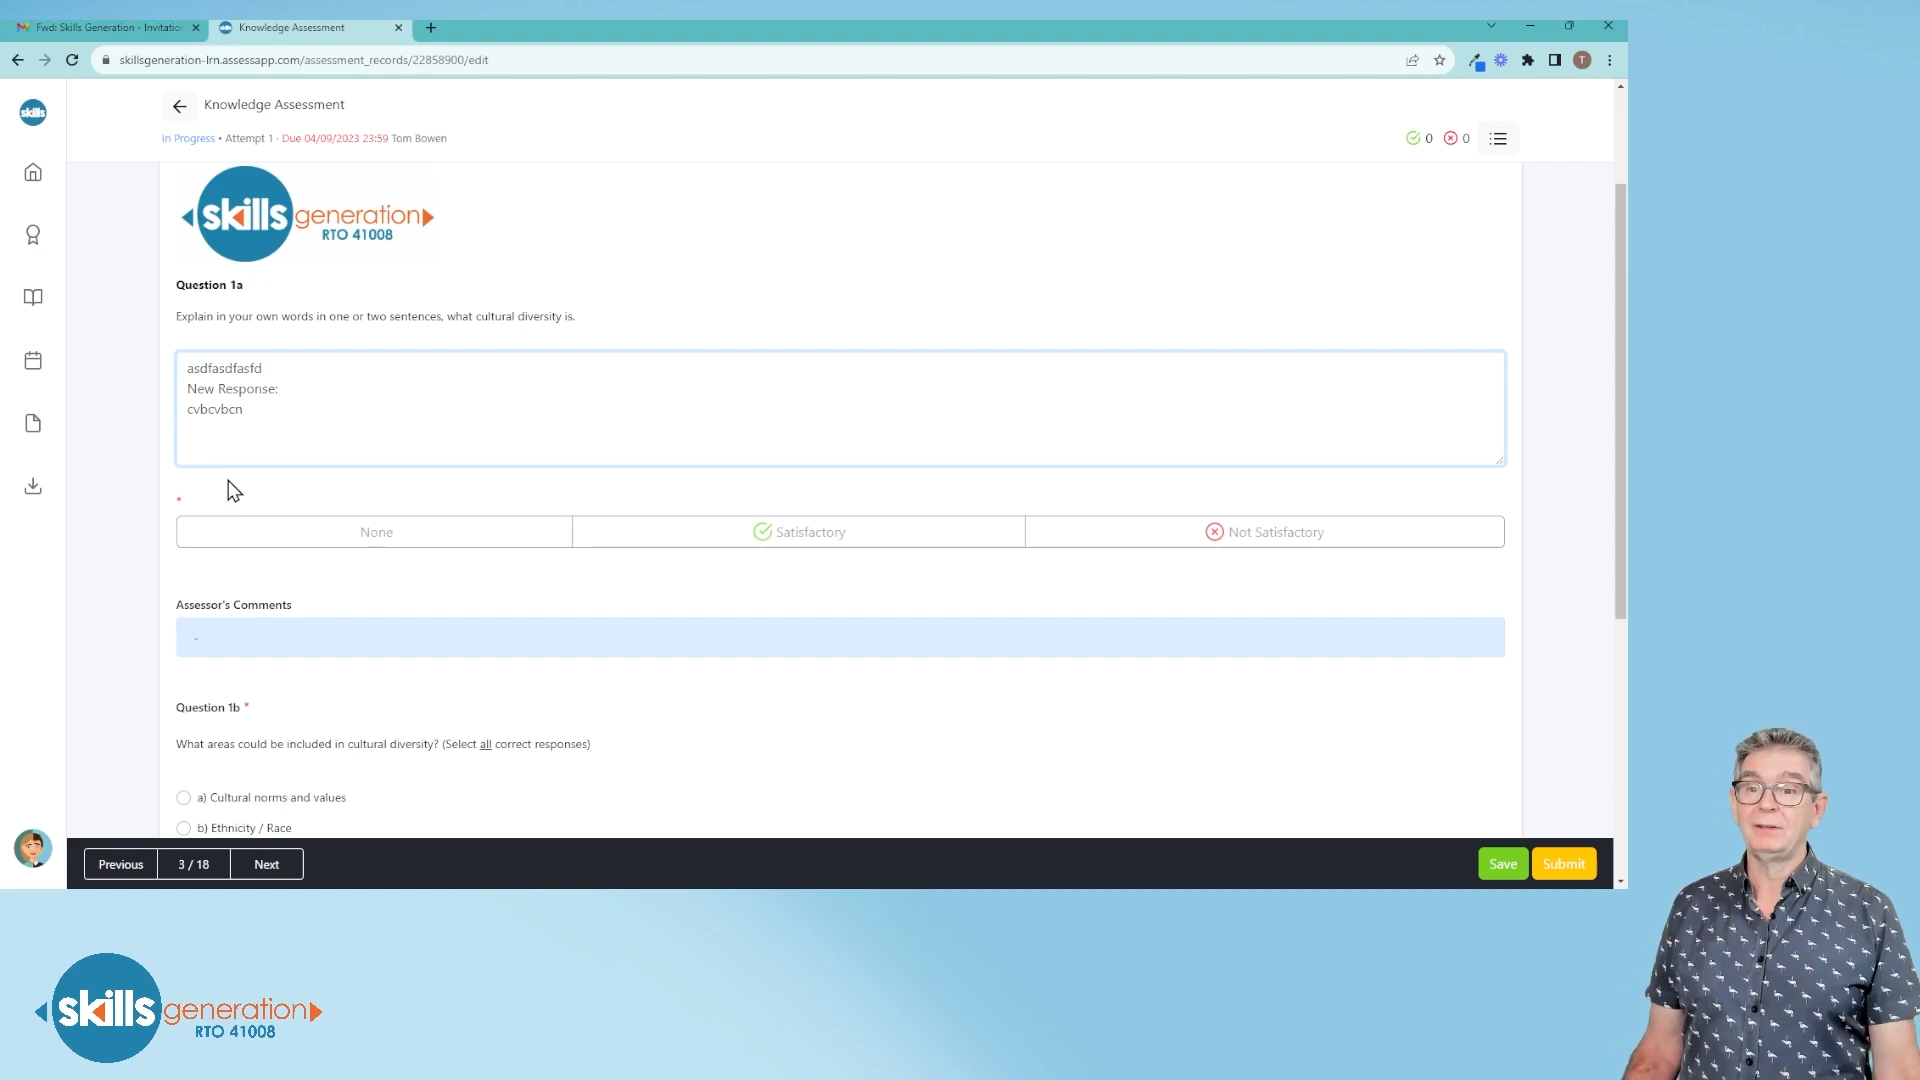 Fwd: Skills Generation - Invitatio
Knowledge Assessment
skillsgeneration-lrn.assessapp.com/assessment_records/22858900/edit
T
skills
Knowledge Assessment
In Progress • Attempt 1 · Due 04/09/2023 23:59 Tom Bowen
0 0
skills generation
RTO 41008
Question 1a
Explain in your own words in one or two sentences, what cultural diversity is.
asdfasdfasfd
New Response:
cvbcvbcn
*
None Satisfactory Not Satisfactory
Assessor's Comments
-
Question 1b *
What areas could be included in cultural diversity? (Select all correct responses)
a) Cultural norms and values
b) Ethnicity / Race
Previous 3 / 18 Next Save Submit
skills generation
RTO 41008